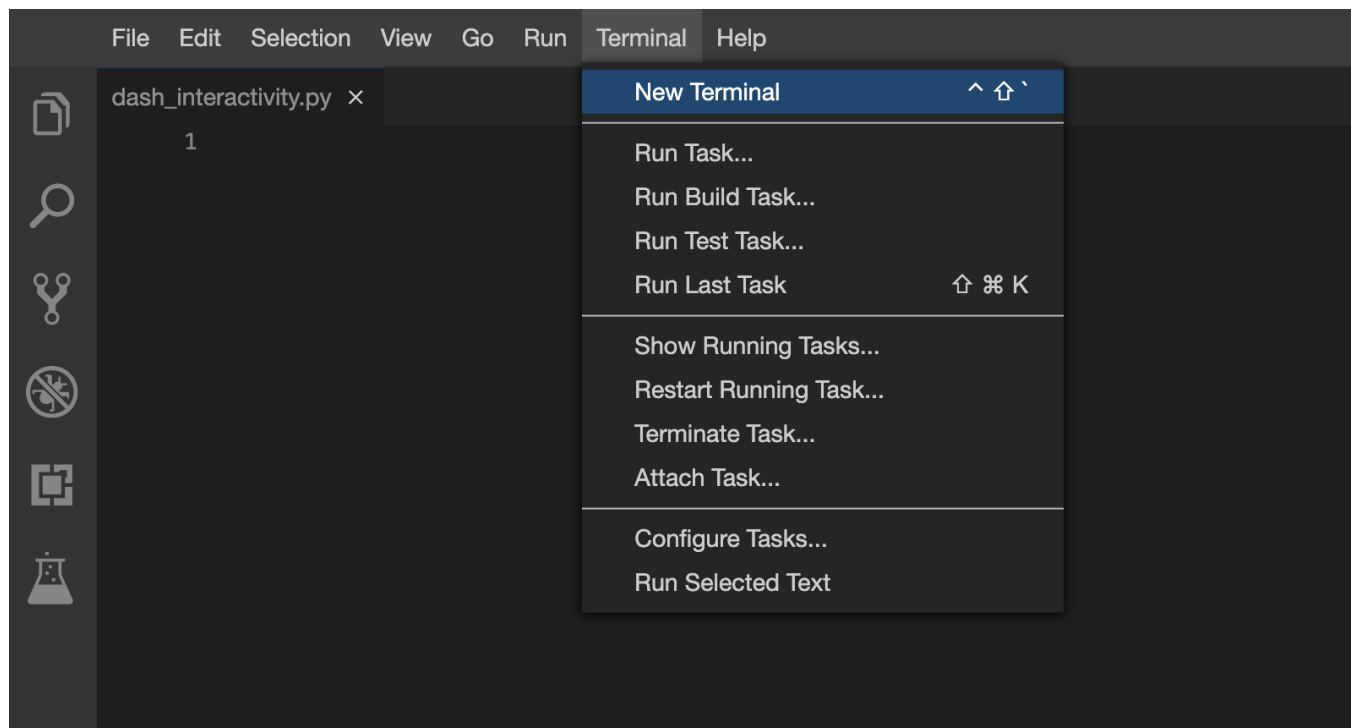 File Edit Selection View Go Run Terminal Help
dash_interactivity.py ×
1
New Terminal ^ ⇧ `
Run Task...
Run Build Task...
Run Test Task...
Run Last Task ⇧ ⌘ K
Show Running Tasks...
Restart Running Task...
Terminate Task...
Attach Task...
Configure Tasks...
Run Selected Text